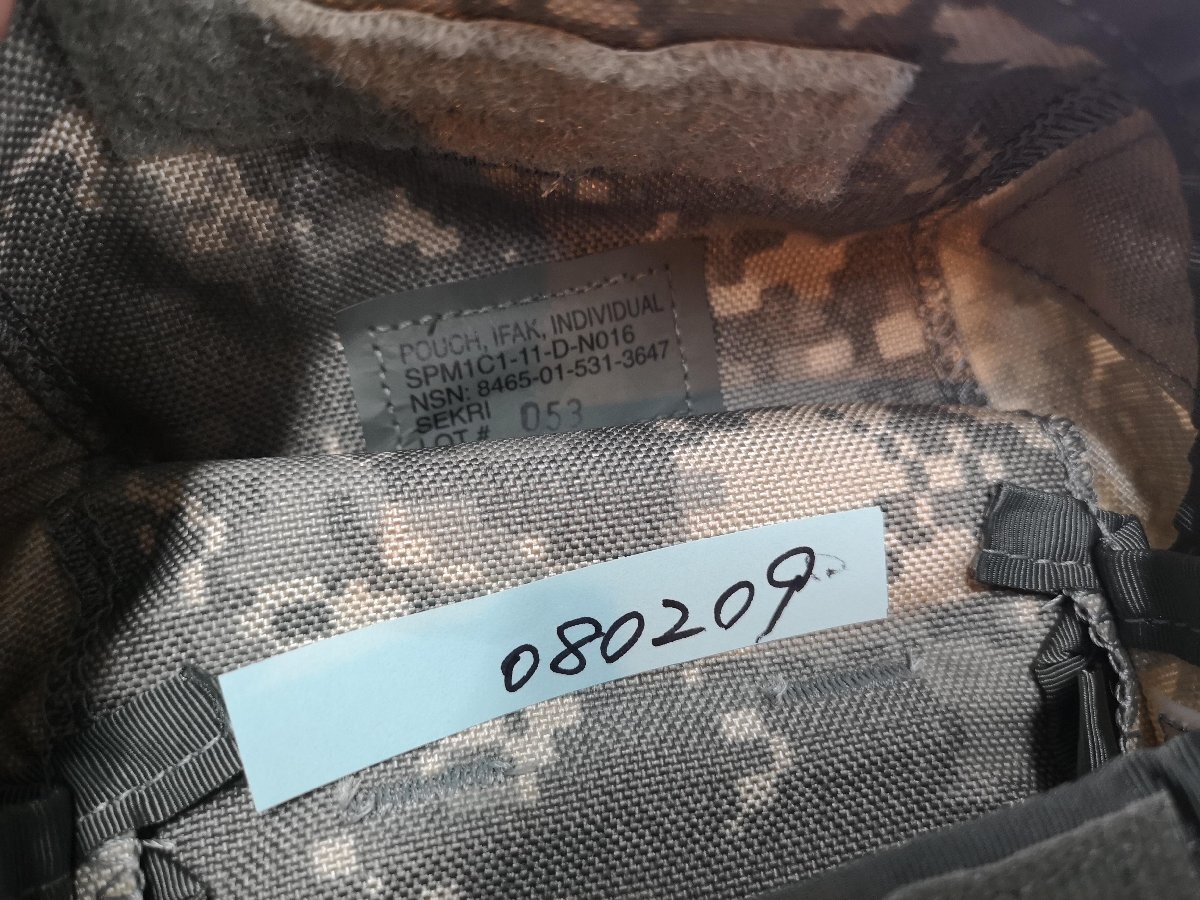 POUCH, IFAK, INDIVIDUAL
SPM1C1-11-D-N016
NSN: 8465-01-531-3647
SEKRI
LOT # 053
080209